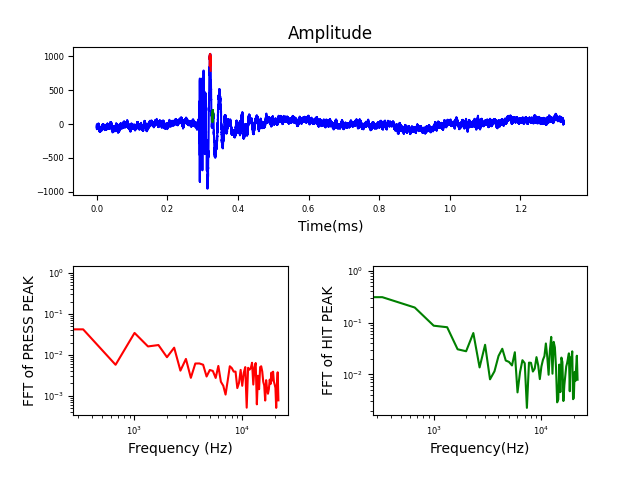 Amplitude
1000
500
0
−500
−1000
0.0 0.2 0.4 0.6 0.8 1.0 1.2
Time(ms)
FFT of PRESS PEAK
10⁰
10⁻¹
10⁻²
10⁻³
10³ 10⁴
Frequency (Hz)
FFT of HIT PEAK
10⁰
10⁻¹
10⁻²
10³ 10⁴
Frequency(Hz)